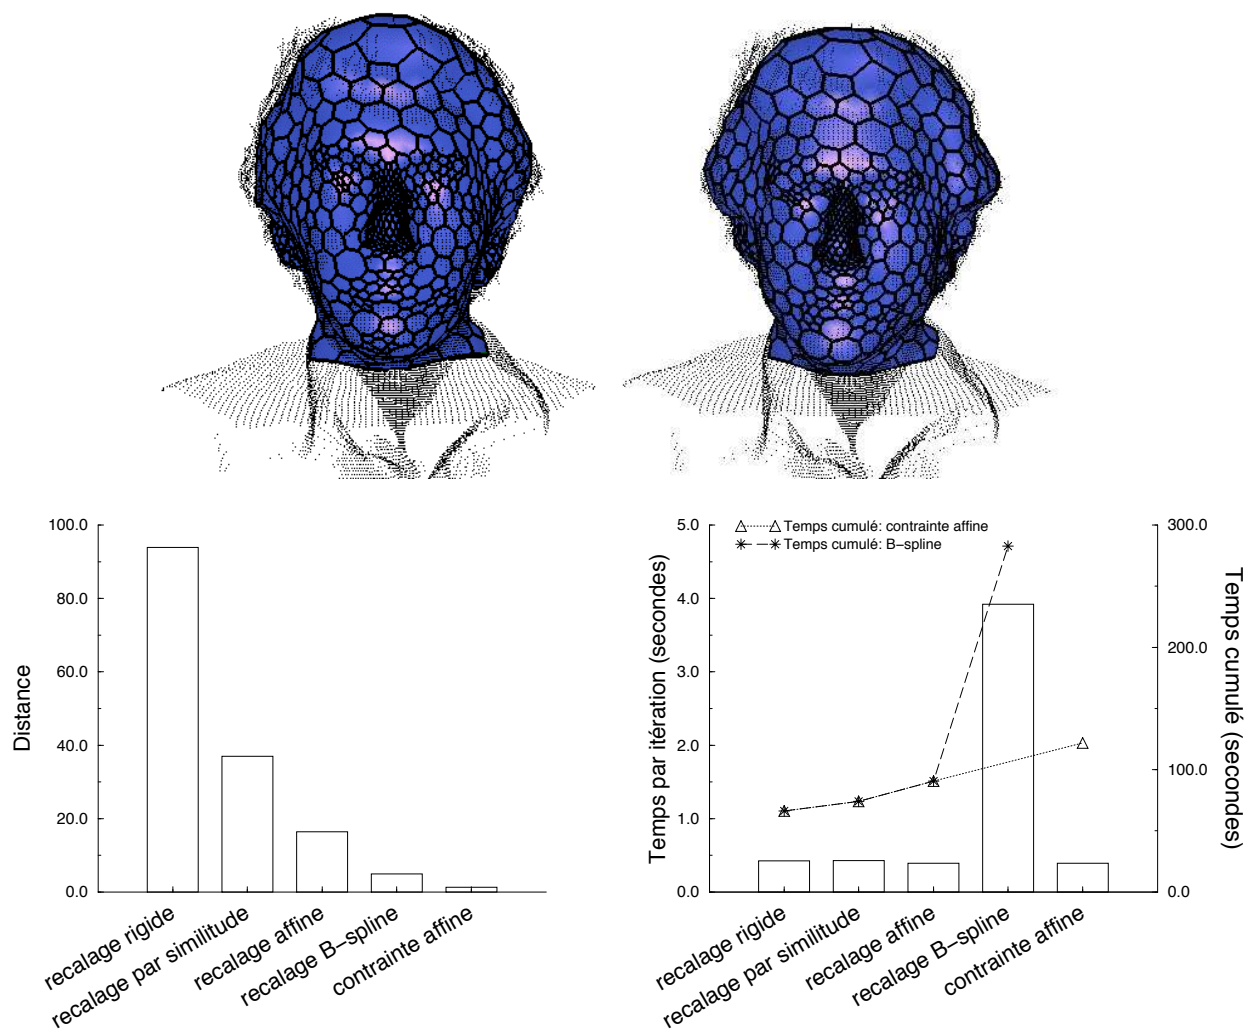 100.0
80.0
60.0
40.0
20.0
0.0
Distance
recalage rigide
recalage par similitude
recalage affine
recalage B−spline
contrainte affine
5.0
4.0
3.0
2.0
1.0
0.0
Temps par itération (secondes)
Temps cumulé: contrainte affine
Temps cumulé: B−spline
300.0
200.0
100.0
0.0
Temps cumulé (secondes)
recalage rigide
recalage par similitude
recalage affine
recalage B−spline
contrainte affine